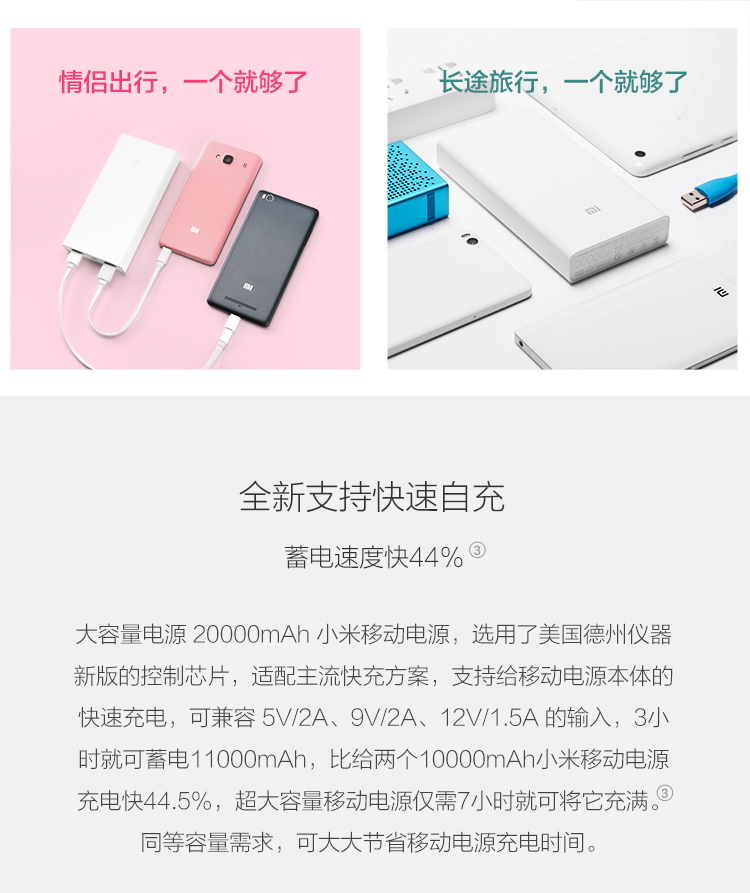 情侣出行，一个就够了
长途旅行，一个就够了
mi
mi
mi
mi
全新支持快速自充
蓄电速度快44%③
大容量电源 20000mAh 小米移动电源，选用了美国德州仪器
新版的控制芯片，适配主流快充方案，支持给移动电源本体的
快速充电，可兼容 5V/2A、9V/2A、12V/1.5A 的输入，3小
时就可蓄电11000mAh，比给两个10000mAh小米移动电源
充电快44.5%，超大容量移动电源仅需7小时就可将它充满。③
同等容量需求，可大大节省移动电源充电时间。